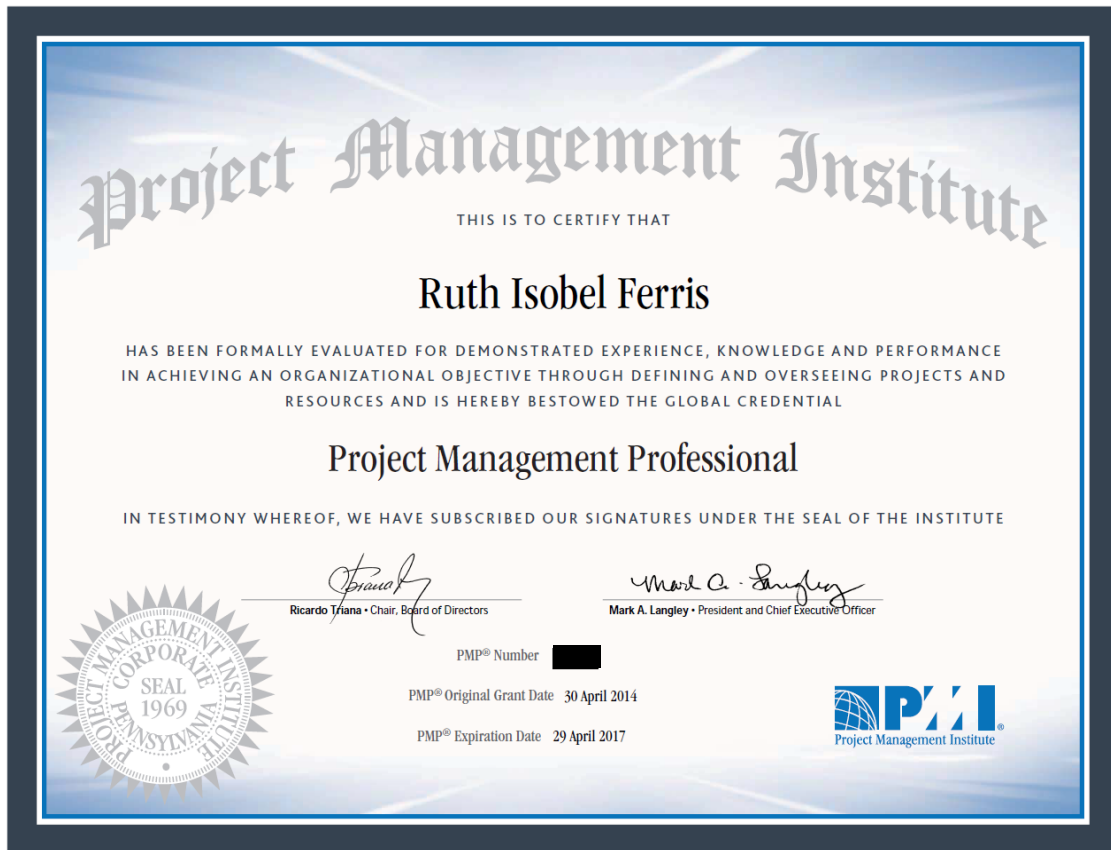 Project Management Institute
THIS IS TO CERTIFY THAT
Ruth Isobel Ferris
HAS BEEN FORMALLY EVALUATED FOR DEMONSTRATED EXPERIENCE, KNOWLEDGE AND PERFORMANCE
IN ACHIEVING AN ORGANIZATIONAL OBJECTIVE THROUGH DEFINING AND OVERSEEING PROJECTS AND
RESOURCES AND IS HEREBY BESTOWED THE GLOBAL CREDENTIAL
Project Management Professional
IN TESTIMONY WHEREOF, WE HAVE SUBSCRIBED OUR SIGNATURES UNDER THE SEAL OF THE INSTITUTE
Mark A. Langley
Ricardo Triana • Chair, Board of Directors
Mark A. Langley • President and Chief Executive Officer
PROJECT MANAGEMENT INSTITUTE
CORPORATE
SEAL
1969
PENNSYLVANIA
PMP® Number
PMP® Original Grant Date 30 April 2014
PMP® Expiration Date 29 April 2017
PMI®
Project Management Institute